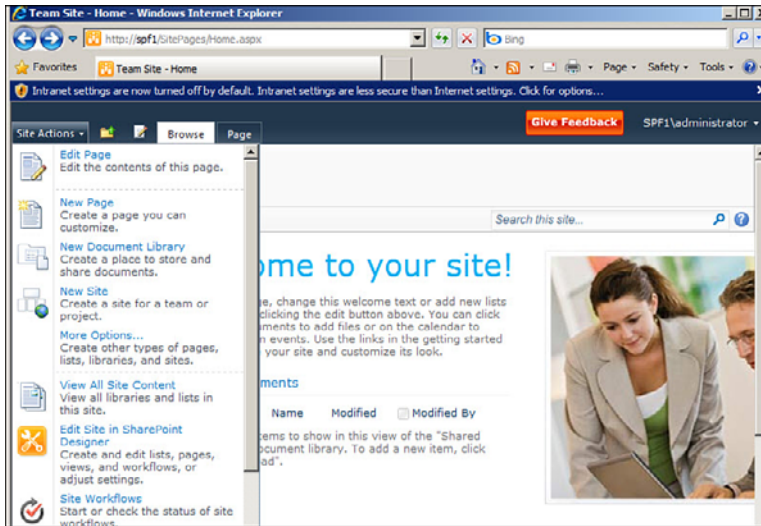 Team Site - Home - Windows Internet Explorer
http://spf1/SitePages/Home.aspx
Bing
Favorites
Team Site - Home
Page
Safety
Tools
Intranet settings are now turned off by default. Intranet settings are less secure than Internet settings. Click for options...
Give Feedback
SPF1\administrator
Site Actions
Browse
Page
Edit Page
Edit the contents of this page.
New Page
Create a page you can
customize.
New Document Library
Create a place to store and
share documents.
New Site
Create a site for a team or
project.
More Options...
Create other types of pages,
lists, libraries, and sites.
View All Site Content
View all libraries and lists in
this site.
Edit Site in SharePoint
Designer
Create and edit lists, pages,
views, and workflows, or
adjust settings.
Site Workflows
Start or check the status of site
workflows.
Search this site...
ome to your site!
ge, change this welcome text or add new lists
clicking the edit button above. You can click
uments to add files or on the calendar to
n events. Use the links in the getting started
your site and customize its look.
ments
Name
Modified
Modified By
tems to show in this view of the "Shared
ocument library. To add a new item, click
ad".